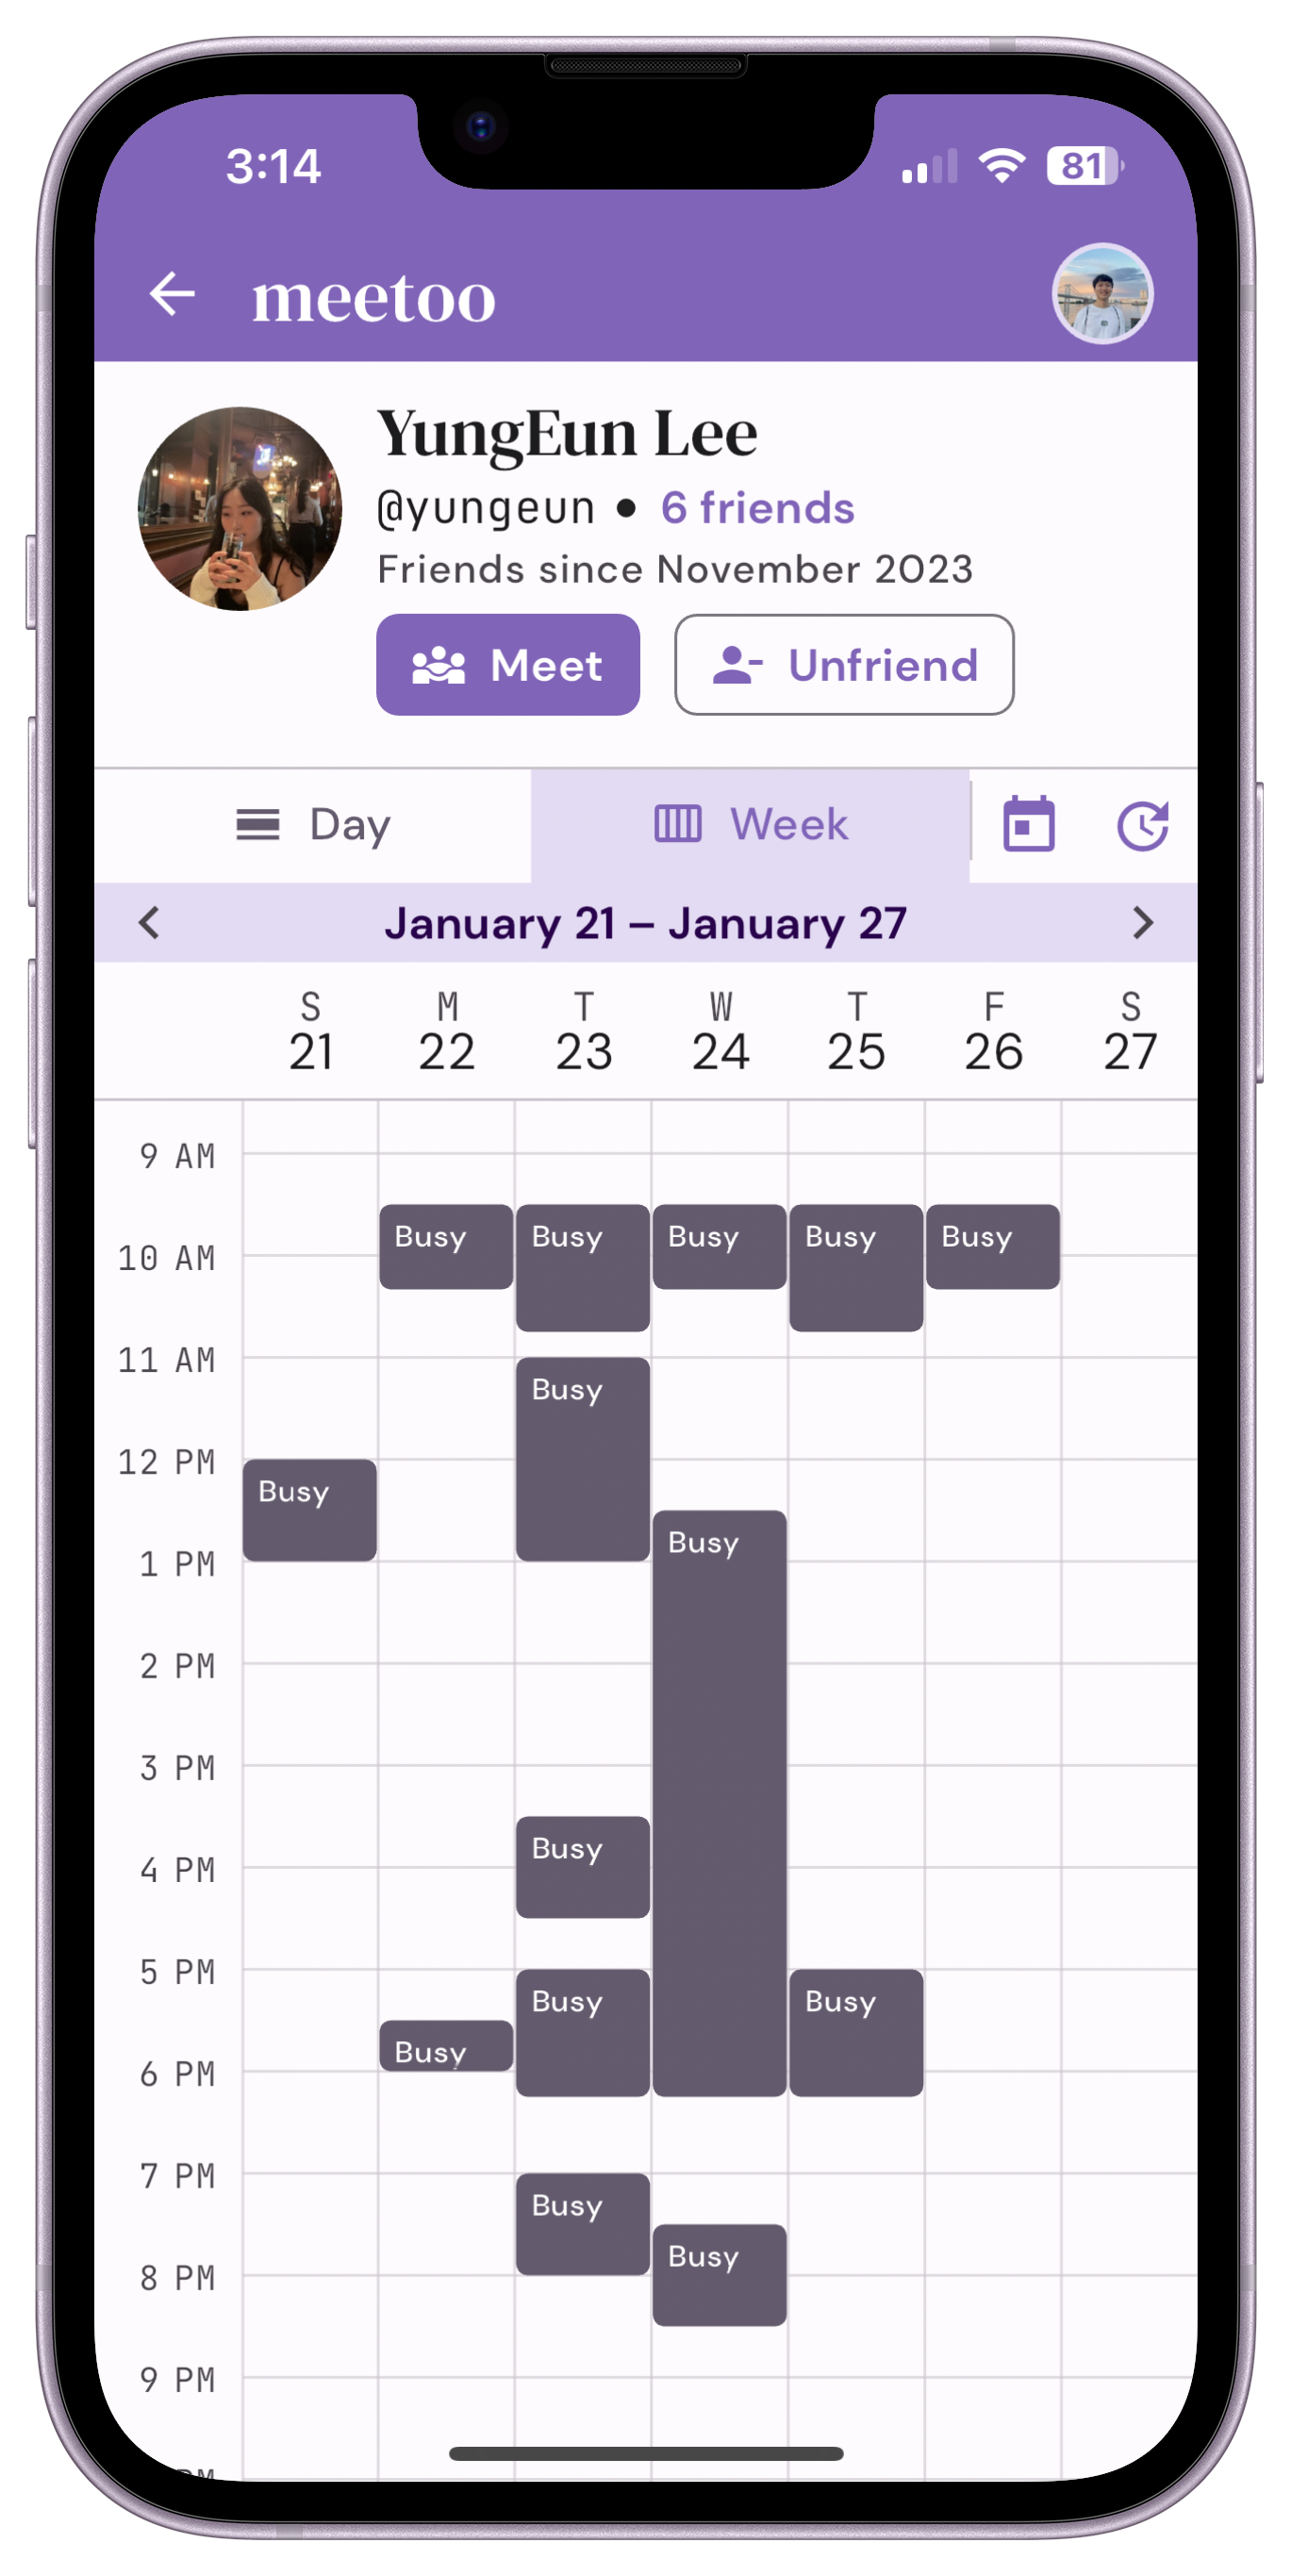 3:14
81
meetoo
YungEun Lee
@yungeun • 6 friends
Friends since November 2023
Meet
Unfriend
Day
Week
January 21 – January 27
S M T W T F S
21 22 23 24 25 26 27
9 AM
Busy Busy Busy Busy Busy
10 AM
11 AM
Busy
12 PM
Busy
Busy
1 PM
2 PM
3 PM
Busy
4 PM
5 PM
Busy Busy
Busy
6 PM
7 PM
Busy
Busy
8 PM
9 PM